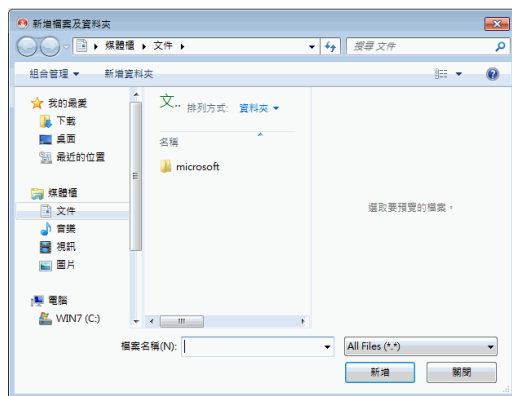 新增檔案及資料夾
媒體櫃 文件
搜尋 文件
組合管理 新增資料夾
我的最愛
下載
桌面
最近的位置
媒體櫃
文件
音樂
視訊
圖片
電腦
WIN7 (C:)
文..
排列方式: 資料夾
名稱
microsoft
選取要預覽的檔案。
檔案名稱(N):
All Files (*.*)
新增
關閉